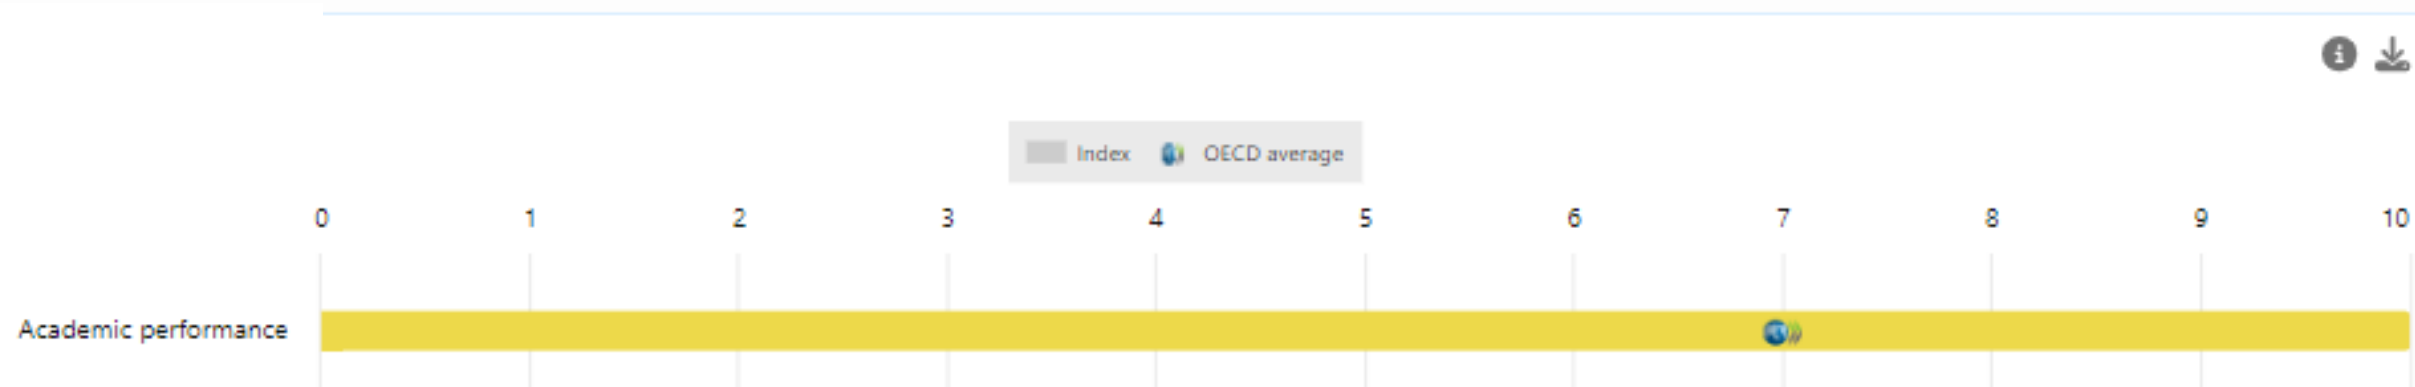 Index OECD average
0 1 2 3 4 5 6 7 8 9 10
Academic performance